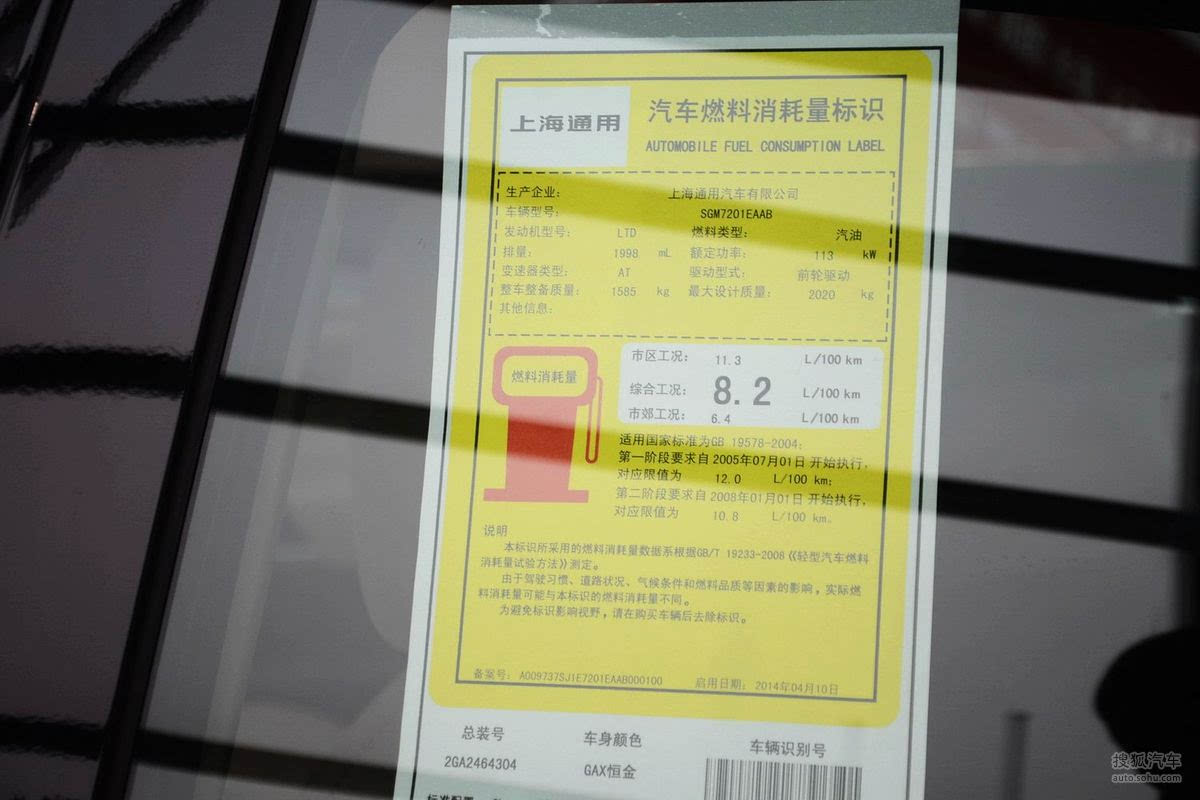 上海通用
汽车燃料消耗量标识
AUTOMOBILE FUEL CONSUMPTION LABEL
生产企业: 上海通用汽车有限公司
车辆型号: SGM7201EAAB
发动机型号: LTD 燃料类型: 汽油
排量: 1998 mL 额定功率: 113 kW
变速器类型: AT 驱动型式: 前轮驱动
整车整备质量: 1585 kg 最大设计质量: 2020 kg
其他信息:
燃料消耗量
市区工况: 11.3 L/100 km
综合工况: 8.2 L/100 km
市郊工况: 6.4 L/100 km
适用国家标准为GB 19578-2004;
第一阶段要求自 2005年07月01日 开始执行,
对应限值为 12.0 L/100 km;
第二阶段要求自 2008年01月01日 开始执行,
对应限值为 10.8 L/100 km。
说明
本标识所采用的燃料消耗量数据系根据GB/T 19233-2008《轻型汽车燃料
消耗量试验方法》测定。
由于驾驶习惯、道路状况、气候条件和燃料品质等因素的影响,实际燃
料消耗量可能与本标识的燃料消耗量不同。
为避免标识影响视野,请在购买车辆后去除标识。
备案号: A009737SJ1E7201EAAB000100 启用日期: 2014年04月10日
总装号 车身颜色 车辆识别号
2GA2464304 GAX恒金
标准配置
搜狐汽车
auto.sohu.com